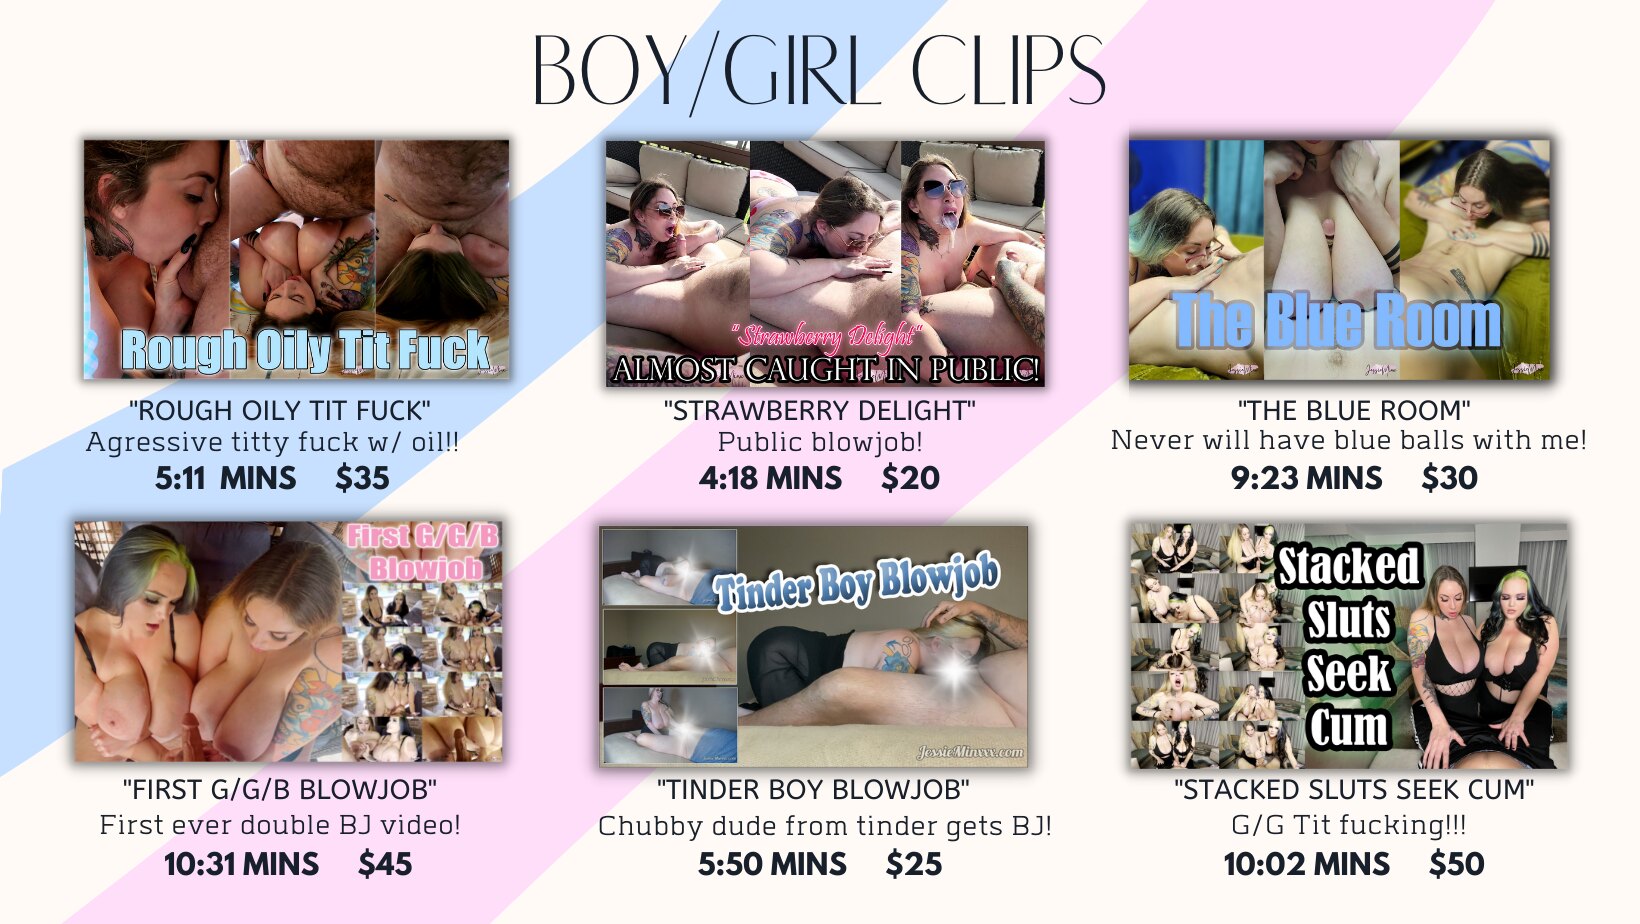 BOY/GIRL CLIPS
Rough Oily Tit Fuck
"ROUGH OILY TIT FUCK"
Agressive titty fuck w/ oil!!
5:11 MINS $35
"Strawberry Delight"
ALMOST CAUGHT IN PUBLIC!
"STRAWBERRY DELIGHT"
Public blowjob!
4:18 MINS $20
The Blue Room
"THE BLUE ROOM"
Never will have blue balls with me!
9:23 MINS $30
First G/G/B
Blowjob
"FIRST G/G/B BLOWJOB"
First ever double BJ video!
10:31 MINS $45
Tinder Boy Blowjob
JessieMinxxx.com
"TINDER BOY BLOWJOB"
Chubby dude from tinder gets BJ!
5:50 MINS $25
Stacked
Sluts
Seek
Cum
"STACKED SLUTS SEEK CUM"
G/G Tit fucking!!!
10:02 MINS $50